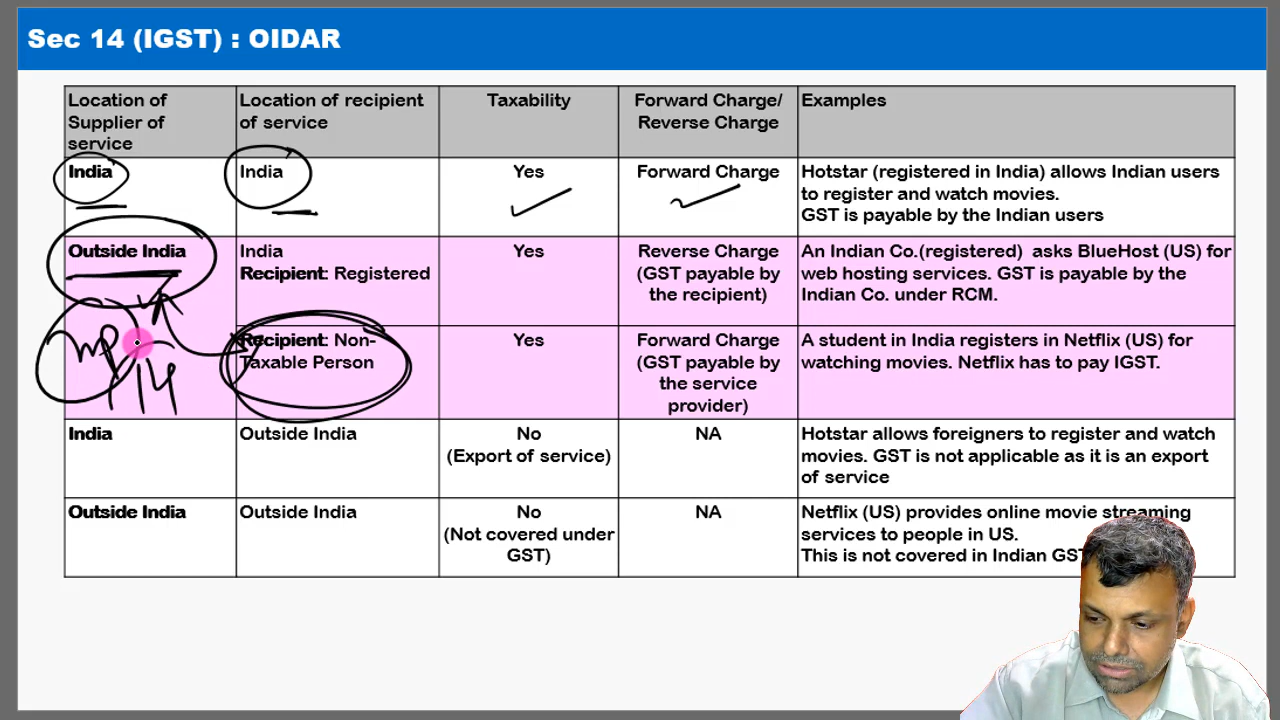 Sec 14 (IGST) : OIDAR
Location of
Supplier of
service
Location of recipient
of service
Taxability
Forward Charge/
Reverse Charge
Examples
India
India
Yes
Forward Charge
Hotstar (registered in India) allows Indian users
to register and watch movies.
GST is payable by the Indian users
Outside India
India
Recipient: Registered
Yes
Reverse Charge
(GST payable by
the recipient)
An Indian Co.(registered) asks BlueHost (US) for
web hosting services. GST is payable by the
Indian Co. under RCM.
Recipient: Non-
Taxable Person
Yes
Forward Charge
(GST payable by
the service
provider)
A student in India registers in Netflix (US) for
watching movies. Netflix has to pay IGST.
Imp
14
India
Outside India
No
(Export of service)
NA
Hotstar allows foreigners to register and watch
movies. GST is not applicable as it is an export
of service
Outside India
Outside India
No
(Not covered under
GST)
NA
Netflix (US) provides online movie streaming
services to people in US.
This is not covered in Indian GST